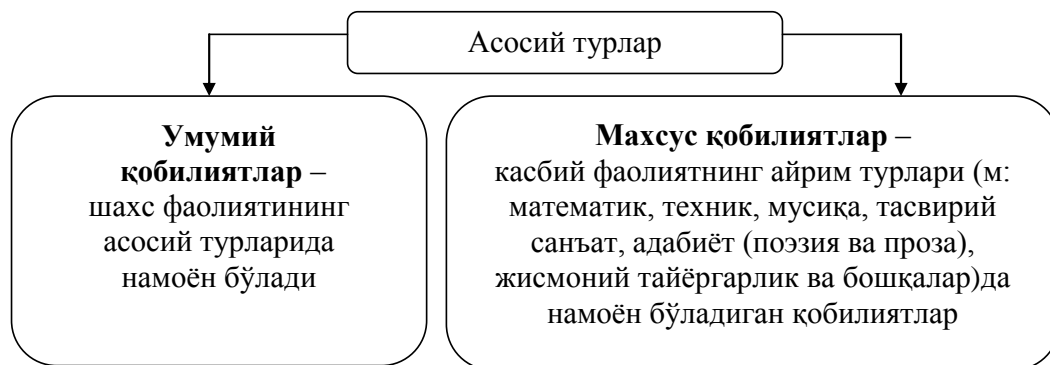 Асосий турлар
Умумий
қобилиятлар –
шахс фаолиятининг
асосий турларида
намоён бўлади
Махсус қобилиятлар –
касбий фаолиятнинг айрим турлари (м:
математик, техник, мусиқа, тасвирий
санъат, адабиёт (поэзия ва проза),
жисмоний тайёргарлик ва бошқалар)да
намоён бўладиган қобилиятлар